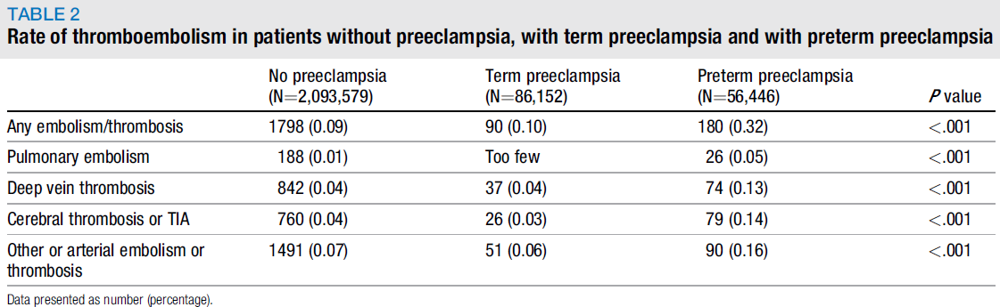 TABLE 2
Rate of thromboembolism in patients without preeclampsia, with term preeclampsia and with preterm preeclampsia
No preeclampsia (N=2,093,579) Term preeclampsia (N=86,152) Preterm preeclampsia (N=56,446) P value
Any embolism/thrombosis 1798 (0.09) 90 (0.10) 180 (0.32) <.001
Pulmonary embolism 188 (0.01) Too few 26 (0.05) <.001
Deep vein thrombosis 842 (0.04) 37 (0.04) 74 (0.13) <.001
Cerebral thrombosis or TIA 760 (0.04) 26 (0.03) 79 (0.14) <.001
Other or arterial embolism or thrombosis 1491 (0.07) 51 (0.06) 90 (0.16) <.001
Data presented as number (percentage).